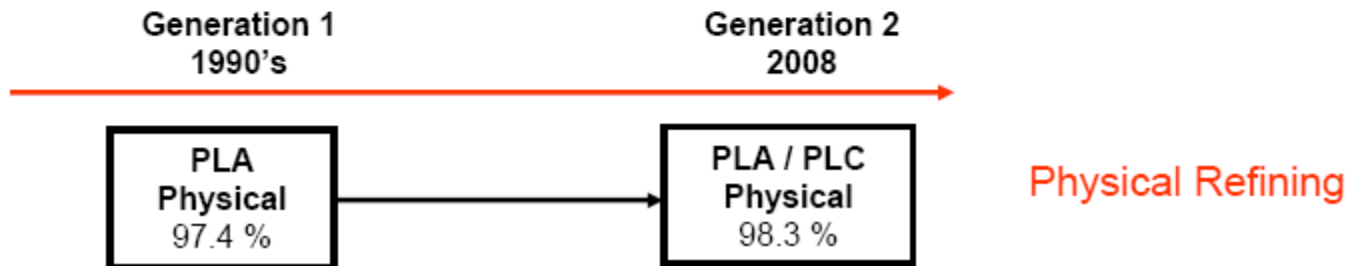 Generation 1
1990's
Generation 2
2008
PLA
Physical
97.4 %
PLA / PLC
Physical
98.3 %
Physical Refining